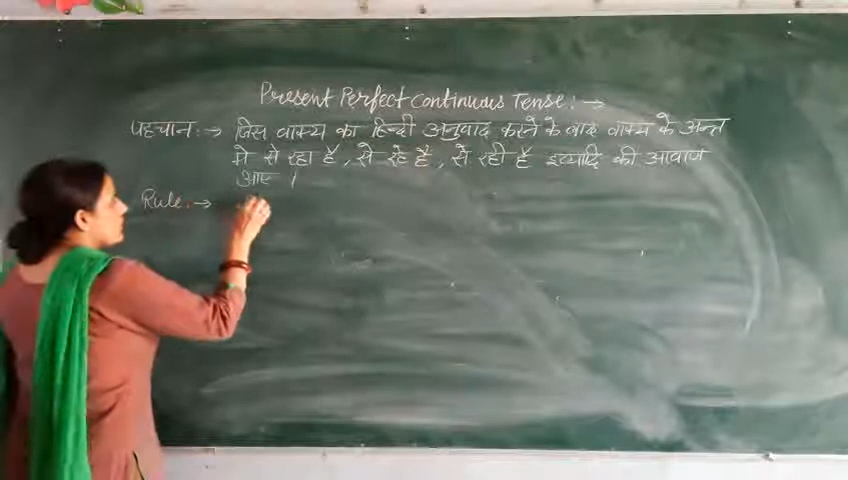 Present Perfect Continuous Tense:→
पहचान:→ जिस वाक्य का हिन्दी अनुवाद करने के बाद वाक्य के अन्त
मे से रहा हैं, से रहे हैं, से रही हैं इत्यादि की आवाज
आए ।
Rule:→